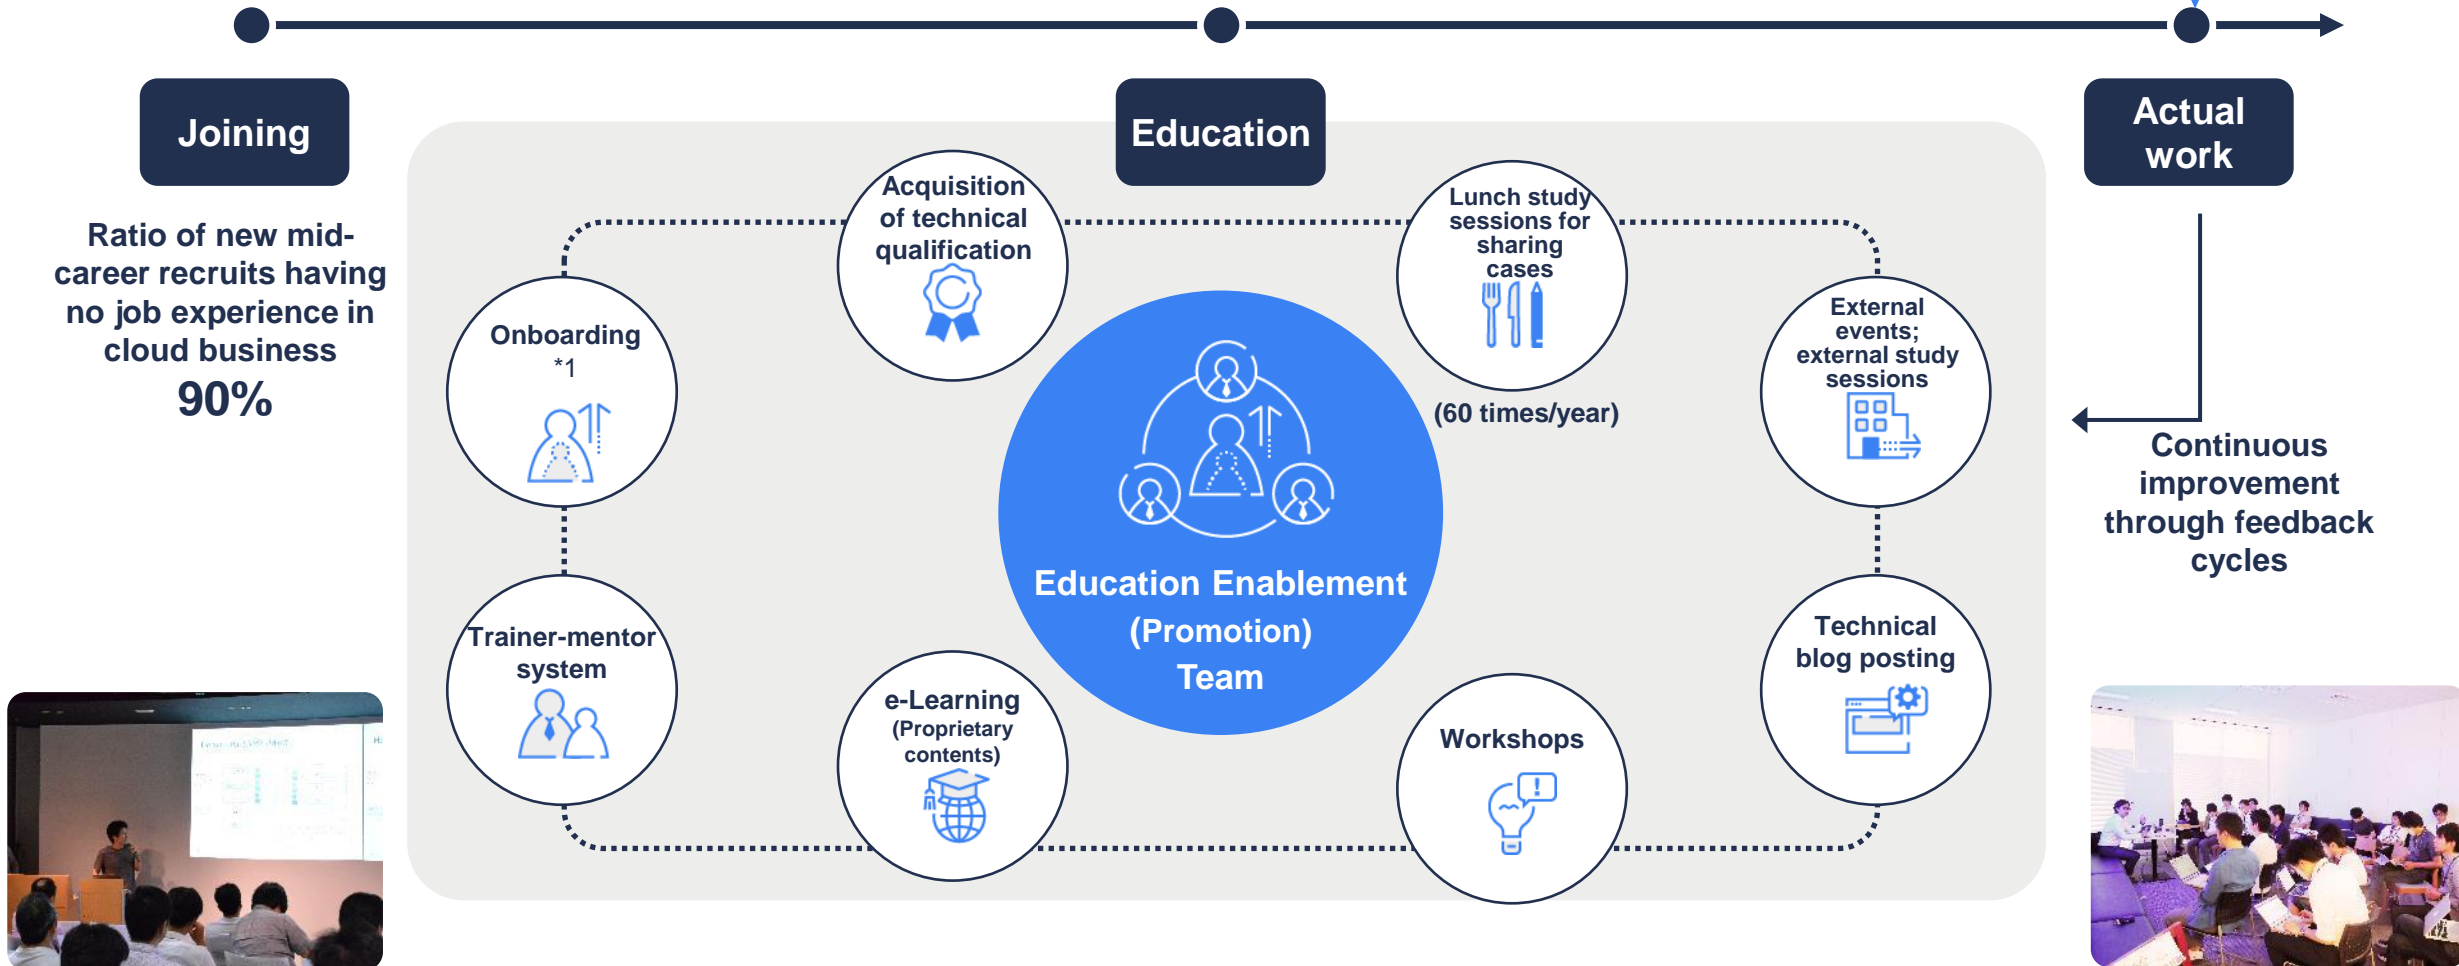 Joining
Education
Actual
work
Ratio of new mid-
career recruits having
no job experience in
cloud business
90%
Acquisition
of technical
qualification
Lunch study
sessions for
sharing
cases
(60 times/year)
Onboarding
*1
External
events;
external study
sessions
Education Enablement
(Promotion)
Team
Continuous
improvement
through feedback
cycles
Trainer-mentor
system
e-Learning
(Proprietary
contents)
Workshops
!
Technical
blog posting